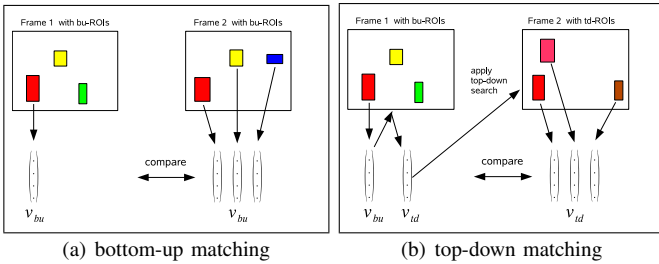 Frame 1 with bu-ROIs
Frame 2 with bu-ROIs
compare
v_bu
v_bu
(a) bottom-up matching
Frame 1 with bu-ROIs
Frame 2 with td-ROIs
apply
top-down
search
compare
v_bu
v_td
v_td
(b) top-down matching